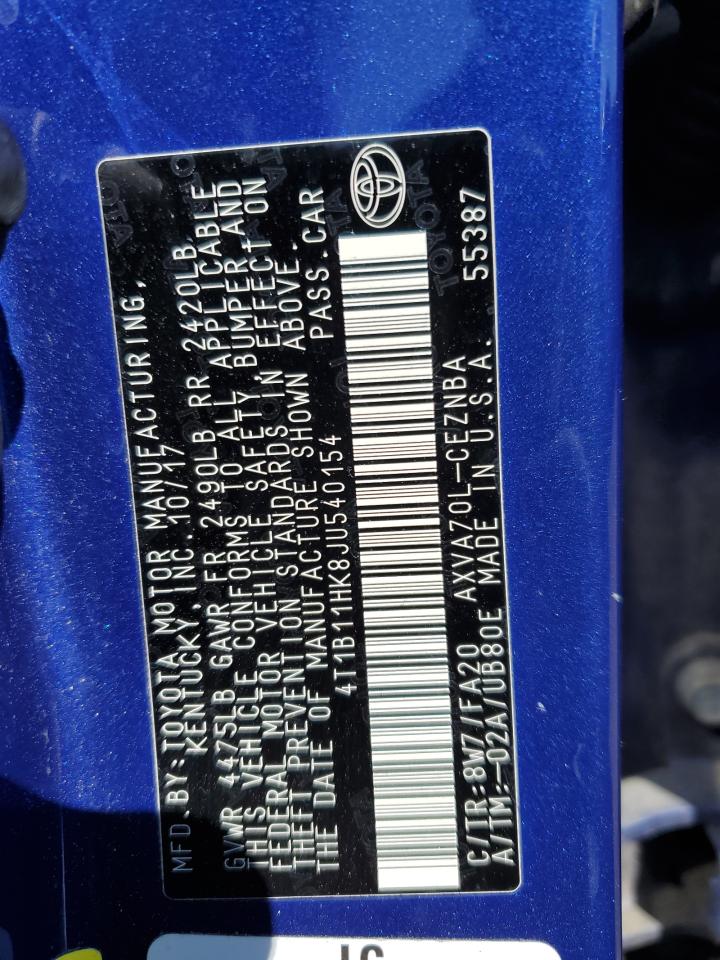 MFD.BY:TOYOTA MOTOR MANUFACTURING,
KENTUCKY, INC.10/17
GVWR 4475LB GAWR FR 2490LB RR 2420LB
THIS VEHICLE CONFORMS TO ALL APPLICABLE
FEDERAL MOTOR VEHICLE SAFETY, BUMPER AND
THEFT PREVENTION STANDARDS IN EFFECT ON
THE DATE OF MANUFACTURE SHOWN ABOVE.
4T1B11HK8JU540154 PASS.CAR
C/TR:8W7/FA20 AXVA70L-CEZNBA 55387
A/TM:-02A/UB80E MADE IN U.S.A.
TOYOTA